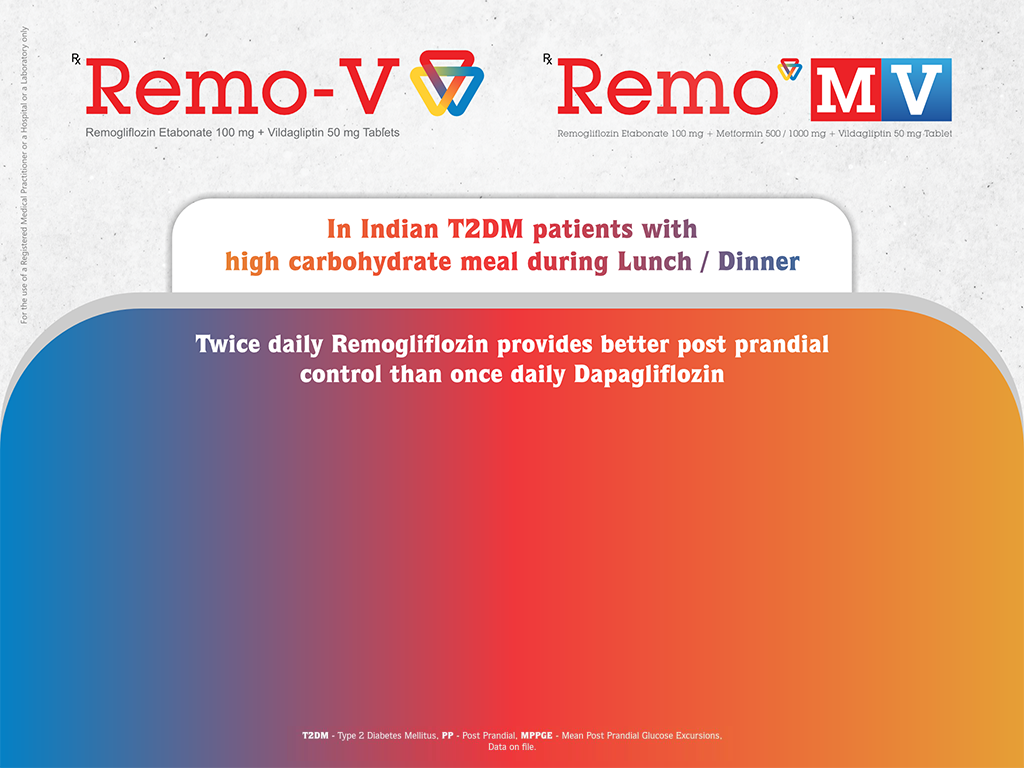 For the use of a Registered Medical Practitioner or a Hospital or a Laboratory only
Rx Remo-V
Remogliflozin Etabonate 100 mg + Vildagliptin 50 mg Tablets
Rx Remo MV
Remogliflozin Etabonate 100 mg + Metformin 500 / 1000 mg + Vildagliptin 50 mg Tablet
In Indian T2DM patients with
high carbohydrate meal during Lunch / Dinner
Twice daily Remogliflozin provides better post prandial
control than once daily Dapagliflozin
T2DM - Type 2 Diabetes Mellitus, PP - Post Prandial, MPPGE - Mean Post Prandial Glucose Excursions,
Data on file.